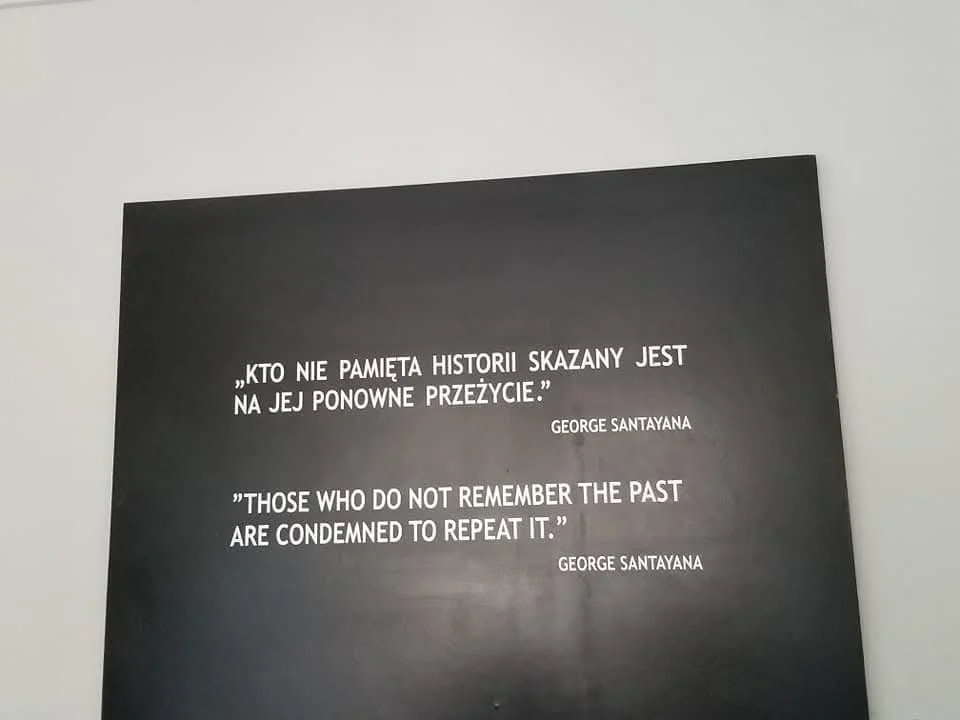 „KTO NIE PAMIĘTA HISTORII SKAZANY JEST
NA JEJ PONOWNE PRZEŻYCIE.”
GEORGE SANTAYANA
”THOSE WHO DO NOT REMEMBER THE PAST
ARE CONDEMNED TO REPEAT IT.”
GEORGE SANTAYANA